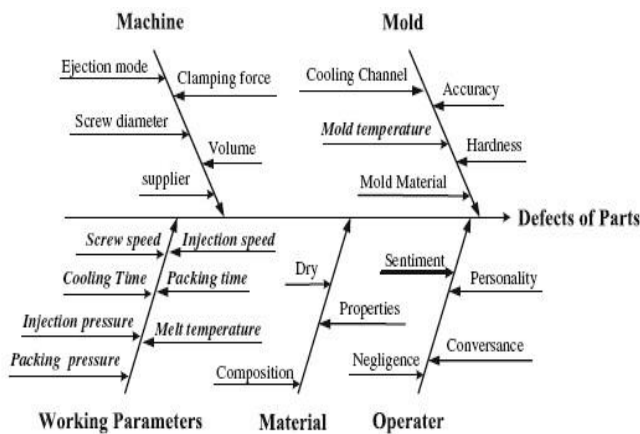 Machine
Mold
Ejection mode
Clamping force
Screw diameter
Volume
supplier
Cooling Channel
Accuracy
Mold temperature
Hardness
Mold Material
Defects of Parts
Screw speed
Injection speed
Cooling Time
Packing time
Injection pressure
Melt temperature
Packing pressure
Dry
Properties
Composition
Sentiment
Personality
Conversance
Negligence
Working Parameters
Material
Operater